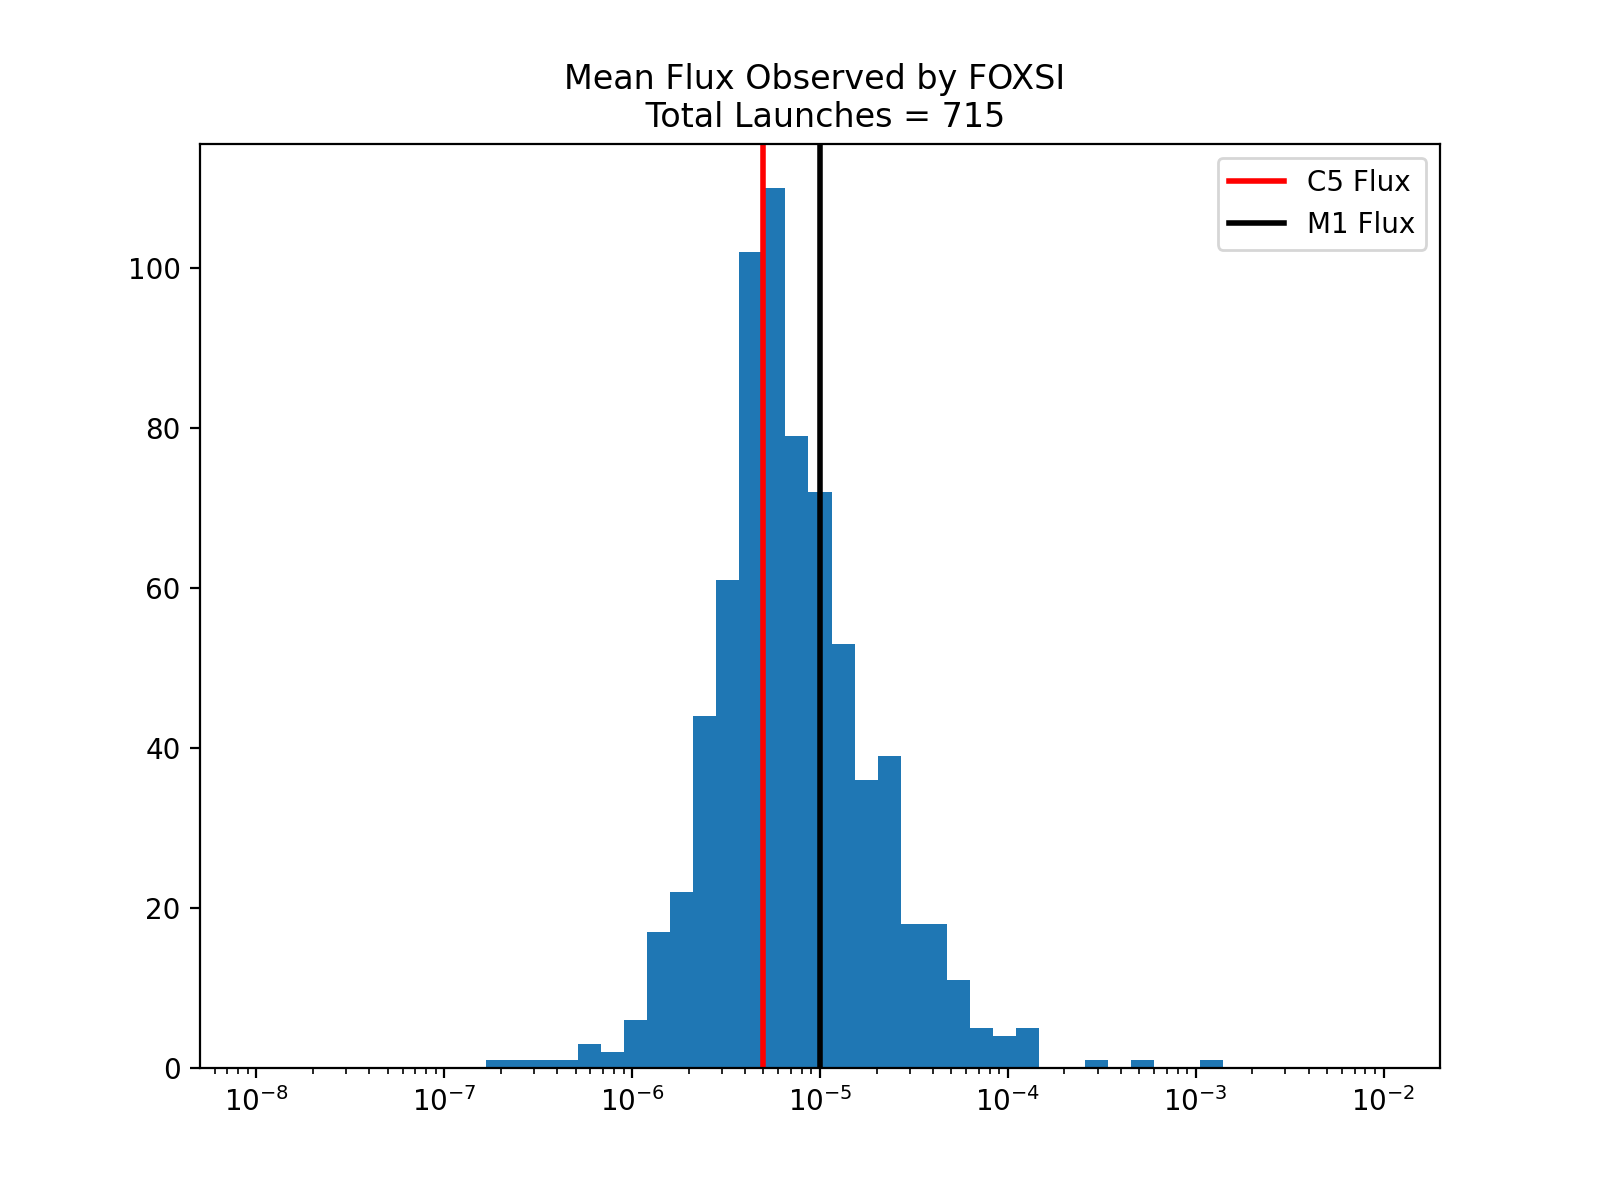 Mean Flux Observed by FOXSI
Total Launches = 715
C5 Flux
M1 Flux
100
80
60
40
20
0
10⁻⁸ 10⁻⁷ 10⁻⁶ 10⁻⁵ 10⁻⁴ 10⁻³ 10⁻²